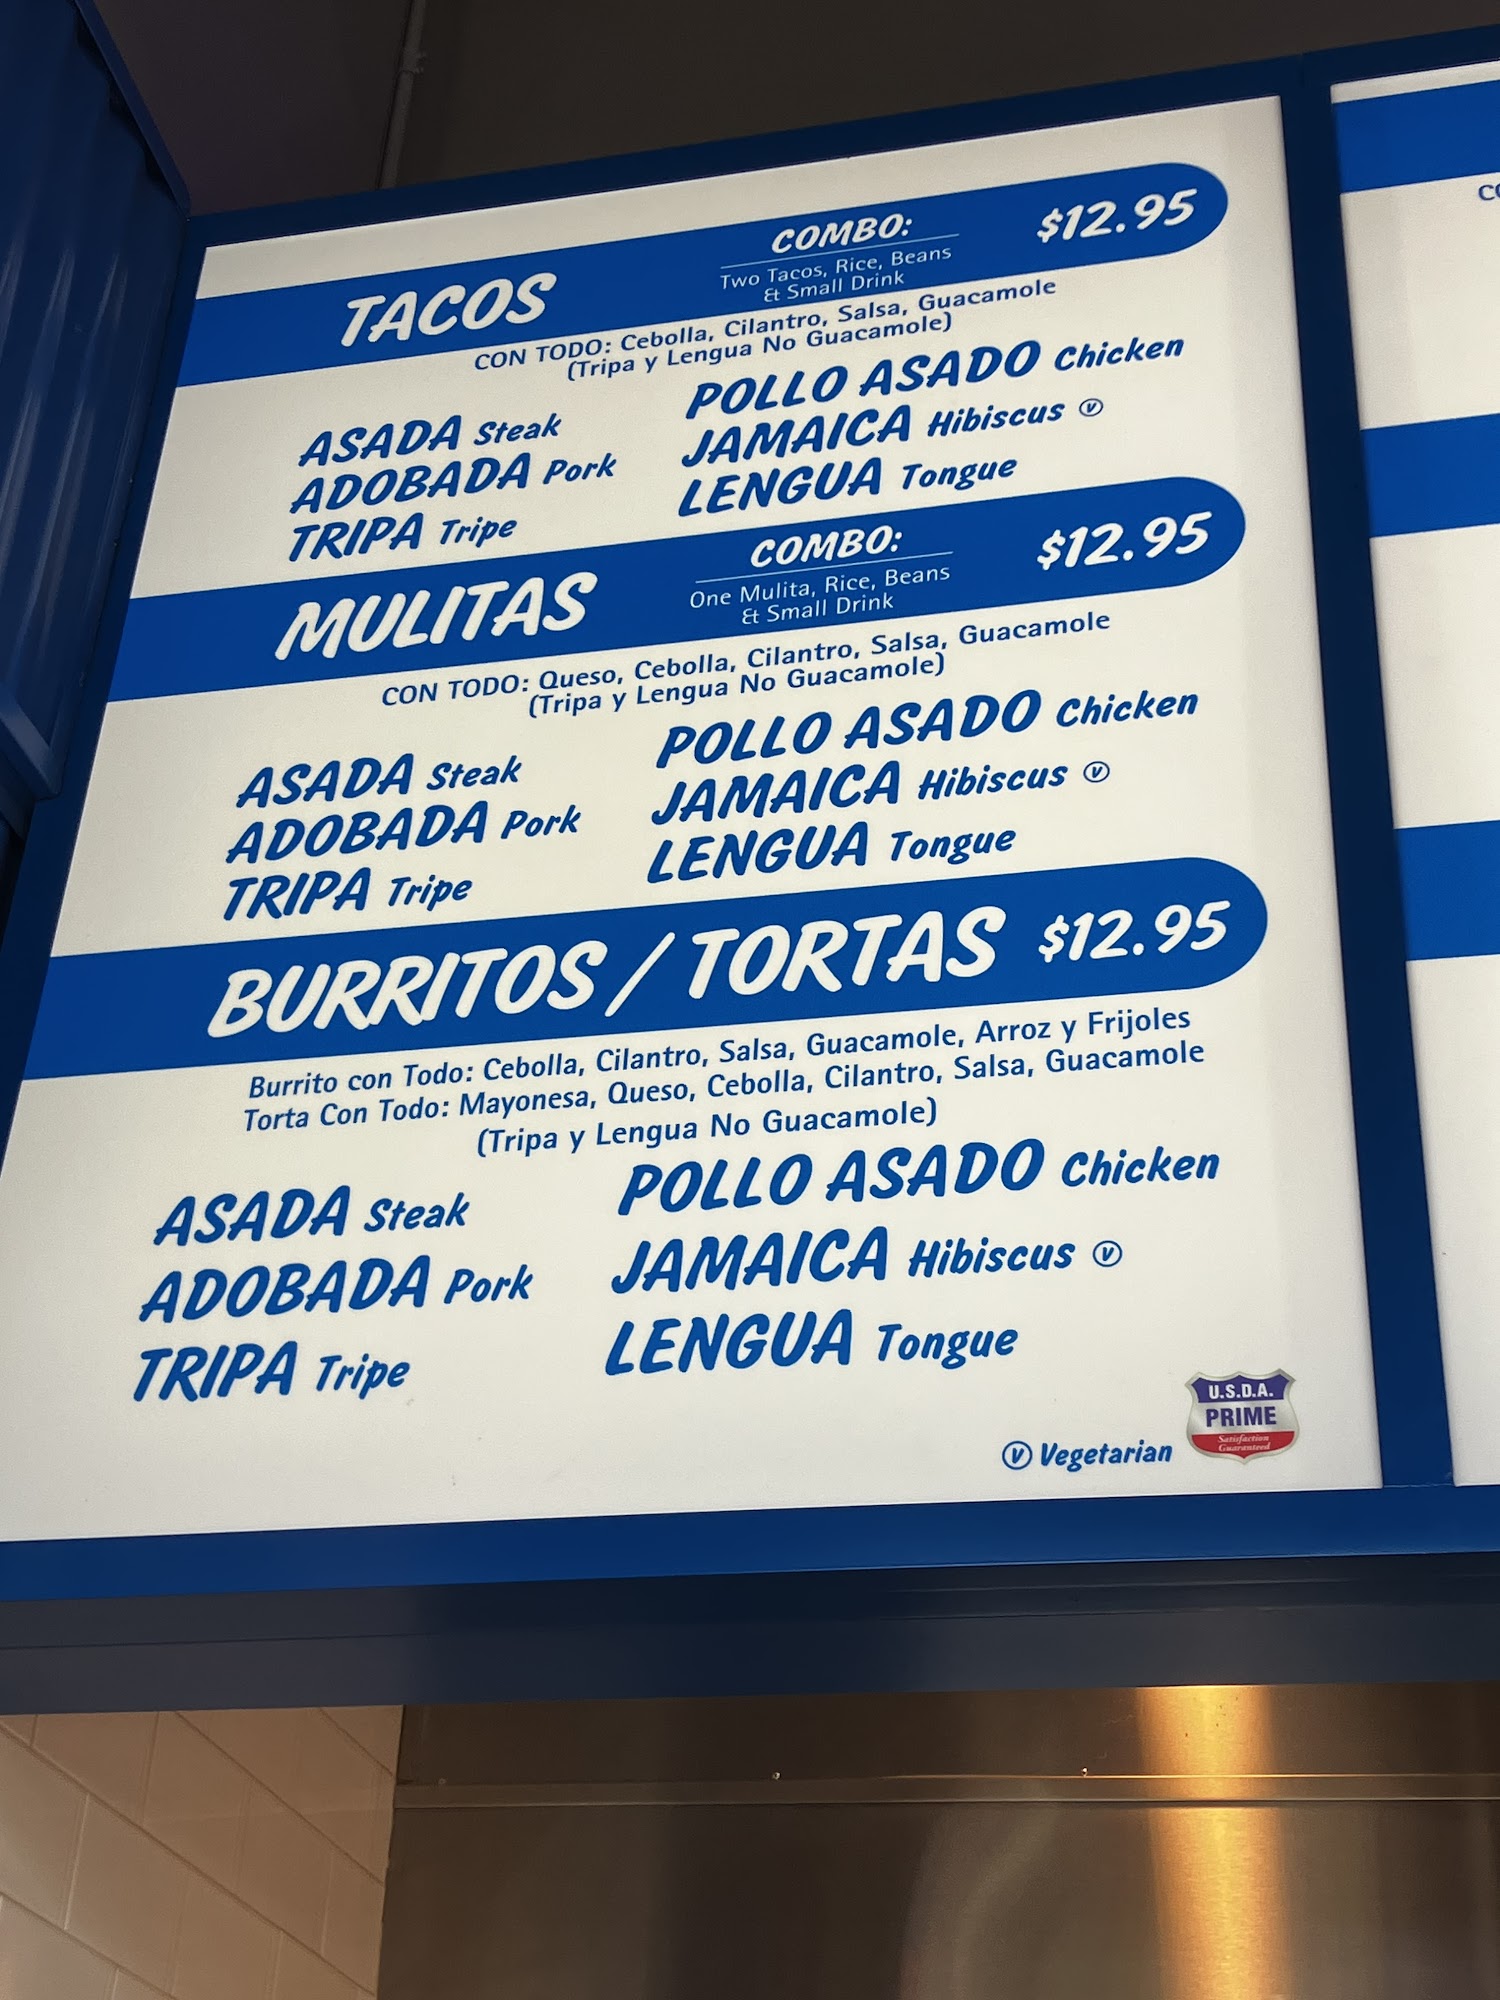 TACOS
COMBO:
Two Tacos, Rice, Beans
& Small Drink
$12.95
CON TODO: Cebolla, Cilantro, Salsa, Guacamole
(Tripa y Lengua No Guacamole)
ASADA Steak
ADOBADA Pork
TRIPA Tripe
POLLO ASADO Chicken
JAMAICA Hibiscus V
LENGUA Tongue
MULITAS
COMBO:
One Mulita, Rice, Beans
& Small Drink
$12.95
CON TODO: Queso, Cebolla, Cilantro, Salsa, Guacamole
(Tripa y Lengua No Guacamole)
ASADA Steak
ADOBADA Pork
TRIPA Tripe
POLLO ASADO Chicken
JAMAICA Hibiscus V
LENGUA Tongue
BURRITOS / TORTAS $12.95
Burrito con Todo: Cebolla, Cilantro, Salsa, Guacamole, Arroz y Frijoles
Torta Con Todo: Mayonesa, Queso, Cebolla, Cilantro, Salsa, Guacamole
(Tripa y Lengua No Guacamole)
ASADA Steak
ADOBADA Pork
TRIPA Tripe
POLLO ASADO Chicken
JAMAICA Hibiscus V
LENGUA Tongue
V Vegetarian
U.S.D.A.
PRIME
Satisfaction
Guaranteed